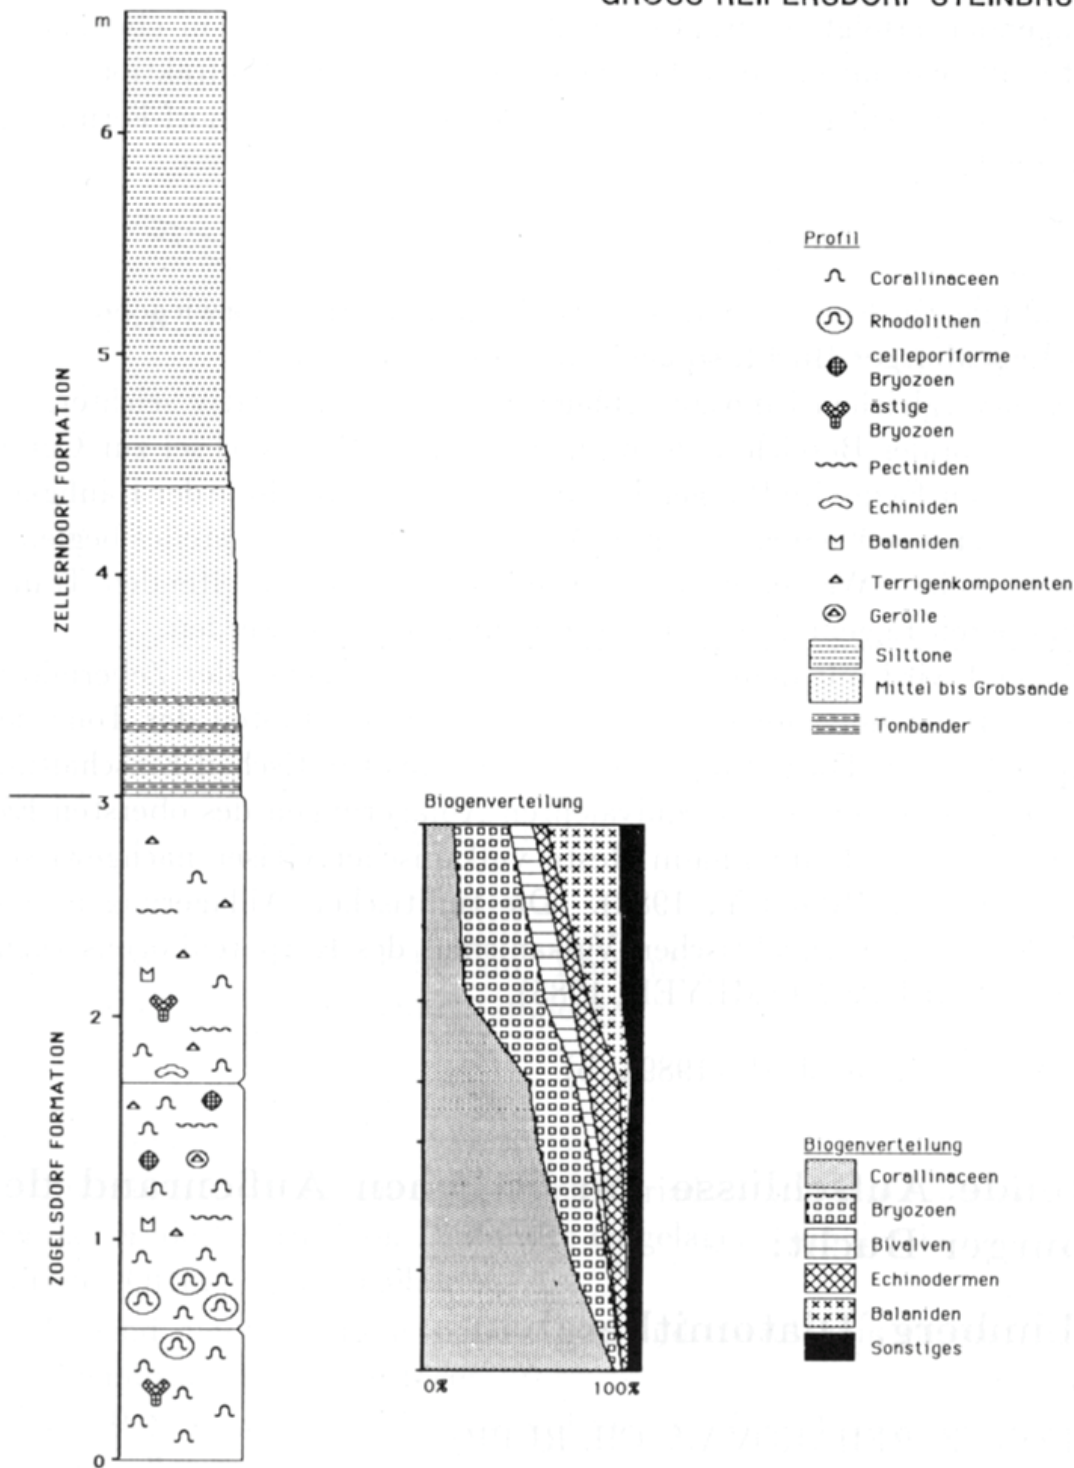 m
6
5
4
3
2
1
0
ZELLERNDORF FORMATION
ZOGELSDORF FORMATION
Profil
Corallinaceen
Rhodolithen
celleporiforme
Bryozoen
ästige
Bryozoen
Pectiniden
Echiniden
Balaniden
Terrigenkomponenten
Gerolle
Silttone
Mittel bis Grobsande
Tonbänder
Biogenverteilung
0%
100%
Biogenverteilung
Corallinaceen
Bryozoen
Bivalven
Echinodermen
Balaniden
Sonstiges